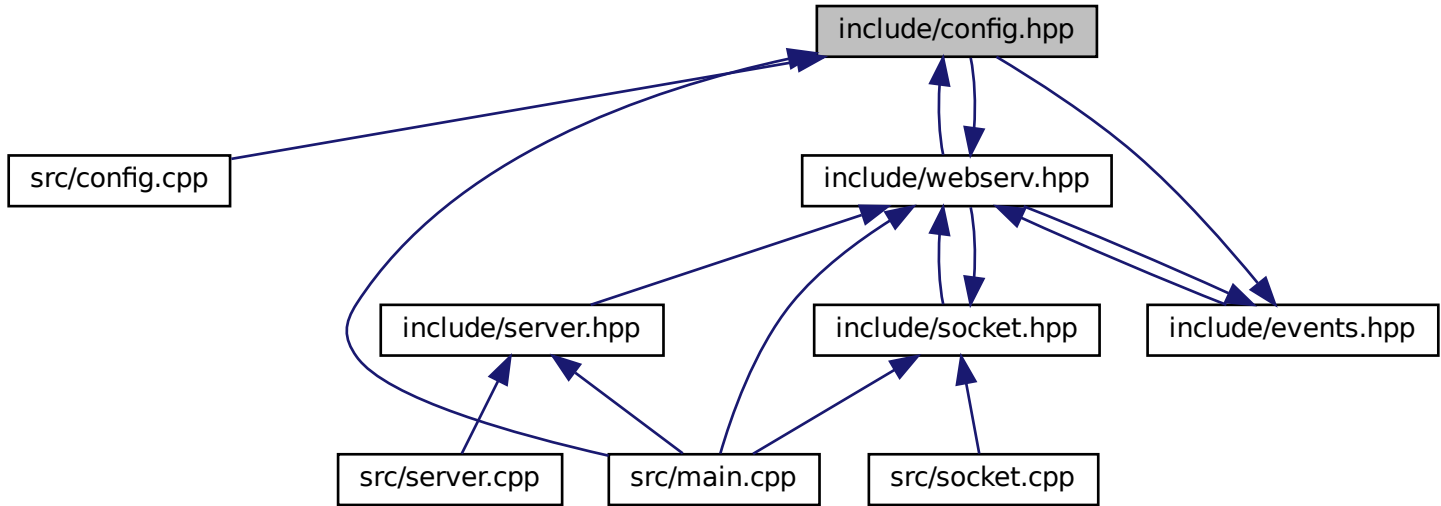 include/config.hpp
src/config.cpp
include/webserv.hpp
include/server.hpp
include/socket.hpp
include/events.hpp
src/server.cpp
src/main.cpp
src/socket.cpp